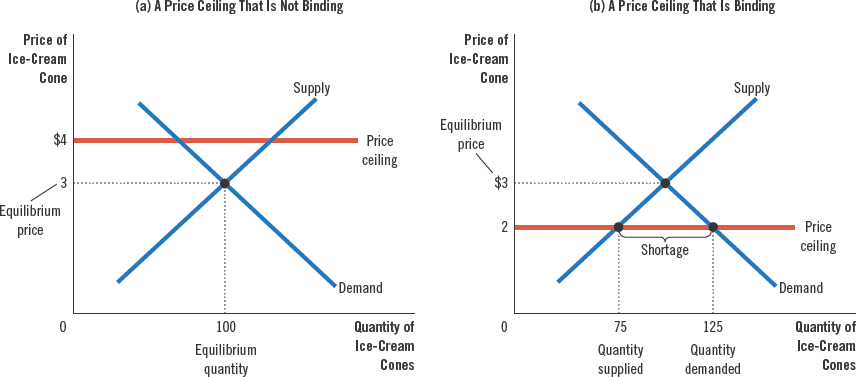 (a) A Price Ceiling That Is Not Binding
Price of
Ice-Cream
Cone
Supply
$4
Price
ceiling
3
Equilibrium
price
Demand
0
100
Quantity of
Ice-Cream
Cones
Equilibrium
quantity
(b) A Price Ceiling That Is Binding
Price of
Ice-Cream
Cone
Supply
Equilibrium
price
$3
2
Price
ceiling
Shortage
Demand
0
75
125
Quantity of
Ice-Cream
Cones
Quantity
supplied
Quantity
demanded